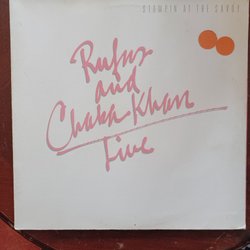 STOMPIN AT THE SAVOY
Rufus
and
Chaka Khan
Live